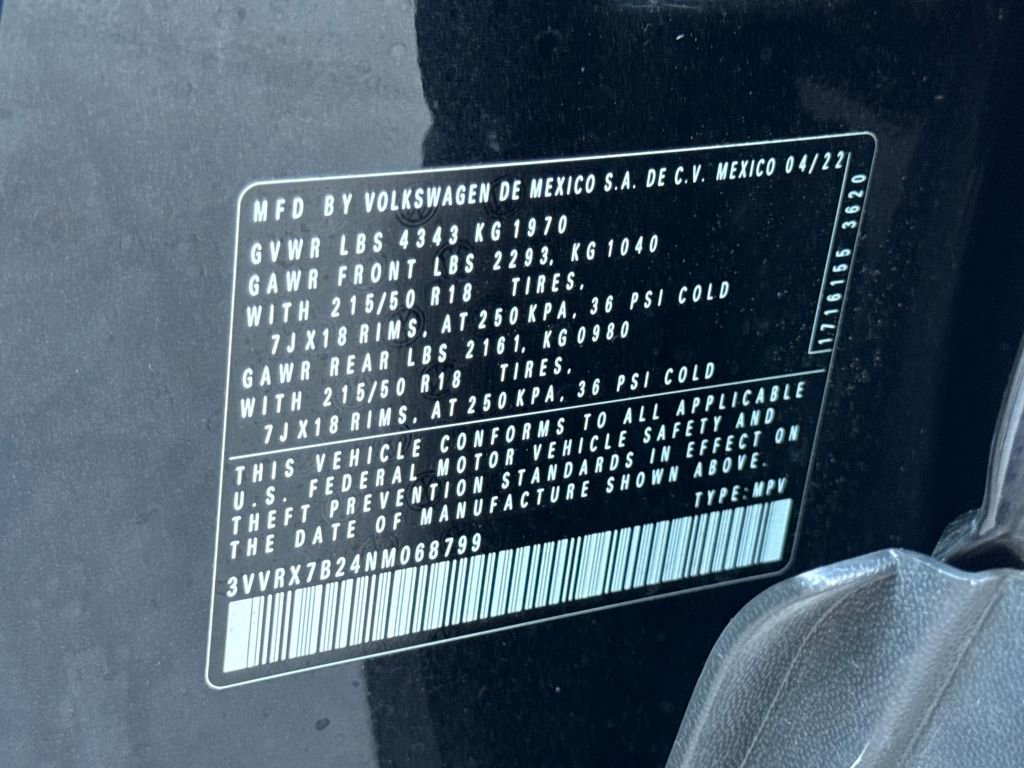 MFD BY VOLKSWAGEN DE MEXICO S.A. DE C.V. MEXICO 04/22
GVWR LBS 4343 KG 1970
GAWR FRONT LBS 2293, KG 1040
WITH 215/50 R18 TIRES,
7J X18 RIMS, AT 250 KPA, 36 PSI COLD
GAWR REAR LBS 2161, KG 0980
WITH 215/50 R18 TIRES,
7J X18 RIMS, AT 250 KPA, 36 PSI COLD
1716155 3620
THIS VEHICLE CONFORMS TO ALL APPLICABLE
U.S. FEDERAL MOTOR VEHICLE SAFETY AND
THEFT PREVENTION STANDARDS IN EFFECT ON
THE DATE OF MANUFACTURE SHOWN ABOVE.
TYPE: MPV
3VVRX7B24NM068799